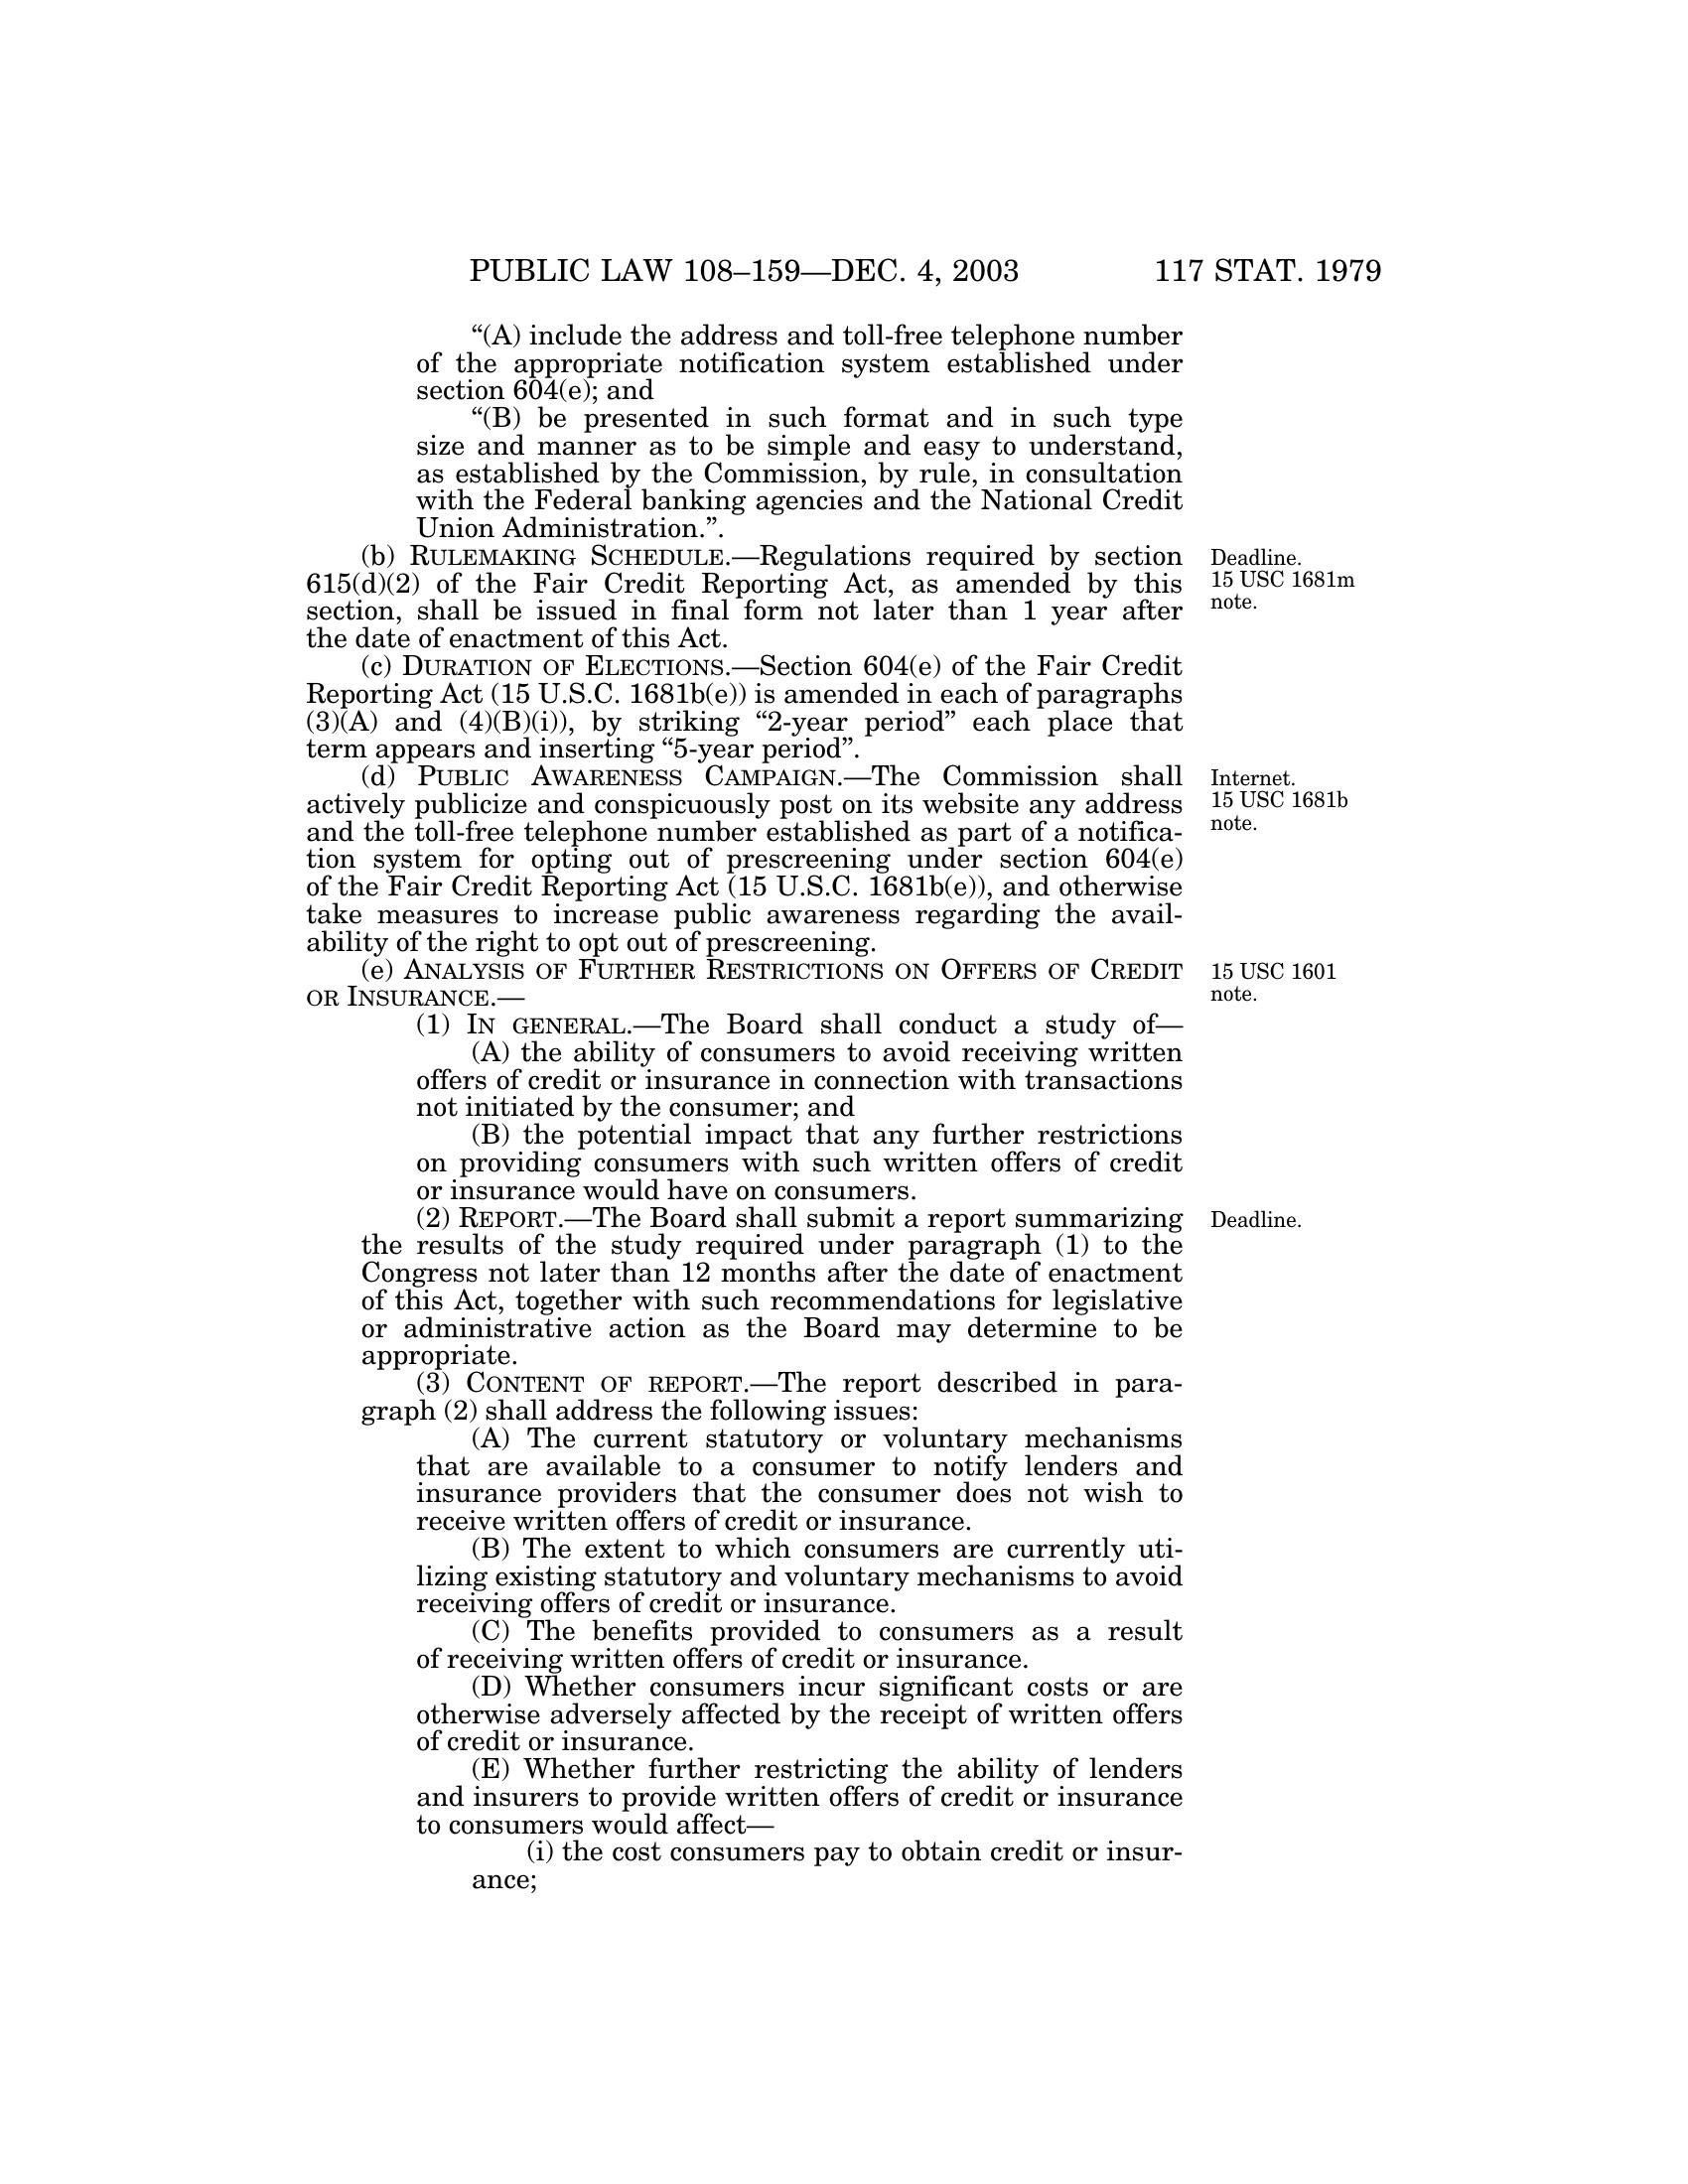 PUBLIC LAW 108–159—DEC. 4, 2003 117 STAT. 1979
“(A) include the address and toll-free telephone number
of the appropriate notification system established under
section 604(e); and
“(B) be presented in such format and in such type
size and manner as to be simple and easy to understand,
as established by the Commission, by rule, in consultation
with the Federal banking agencies and the National Credit
Union Administration.”.
(b) RULEMAKING SCHEDULE.—Regulations required by section
615(d)(2) of the Fair Credit Reporting Act, as amended by this
section, shall be issued in final form not later than 1 year after
the date of enactment of this Act.
Deadline.
15 USC 1681m
note.
(c) DURATION OF ELECTIONS.—Section 604(e) of the Fair Credit
Reporting Act (15 U.S.C. 1681b(e)) is amended in each of paragraphs
(3)(A) and (4)(B)(i)), by striking “2-year period” each place that
term appears and inserting “5-year period”.
(d) PUBLIC AWARENESS CAMPAIGN.—The Commission shall
actively publicize and conspicuously post on its website any address
and the toll-free telephone number established as part of a notifica-
tion system for opting out of prescreening under section 604(e)
of the Fair Credit Reporting Act (15 U.S.C. 1681b(e)), and otherwise
take measures to increase public awareness regarding the avail-
ability of the right to opt out of prescreening.
Internet.
15 USC 1681b
note.
(e) ANALYSIS OF FURTHER RESTRICTIONS ON OFFERS OF CREDIT
OR INSURANCE.—
15 USC 1601
note.
(1) IN GENERAL.—The Board shall conduct a study of—
(A) the ability of consumers to avoid receiving written
offers of credit or insurance in connection with transactions
not initiated by the consumer; and
(B) the potential impact that any further restrictions
on providing consumers with such written offers of credit
or insurance would have on consumers.
(2) REPORT.—The Board shall submit a report summarizing
the results of the study required under paragraph (1) to the
Congress not later than 12 months after the date of enactment
of this Act, together with such recommendations for legislative
or administrative action as the Board may determine to be
appropriate.
Deadline.
(3) CONTENT OF REPORT.—The report described in para-
graph (2) shall address the following issues:
(A) The current statutory or voluntary mechanisms
that are available to a consumer to notify lenders and
insurance providers that the consumer does not wish to
receive written offers of credit or insurance.
(B) The extent to which consumers are currently uti-
lizing existing statutory and voluntary mechanisms to avoid
receiving offers of credit or insurance.
(C) The benefits provided to consumers as a result
of receiving written offers of credit or insurance.
(D) Whether consumers incur significant costs or are
otherwise adversely affected by the receipt of written offers
of credit or insurance.
(E) Whether further restricting the ability of lenders
and insurers to provide written offers of credit or insurance
to consumers would affect—
(i) the cost consumers pay to obtain credit or insur-
ance;